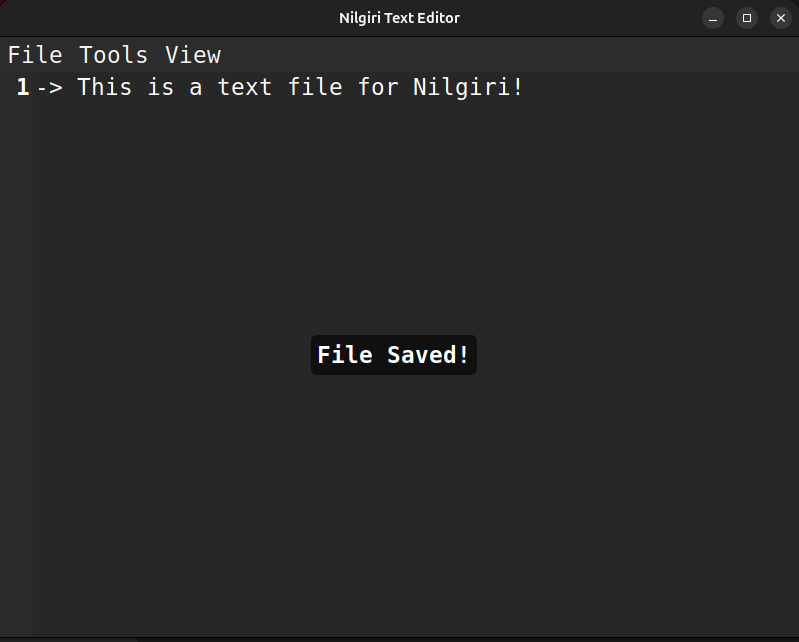 Nilgiri Text Editor
File Tools View
1 -> This is a text file for Nilgiri!
File Saved!